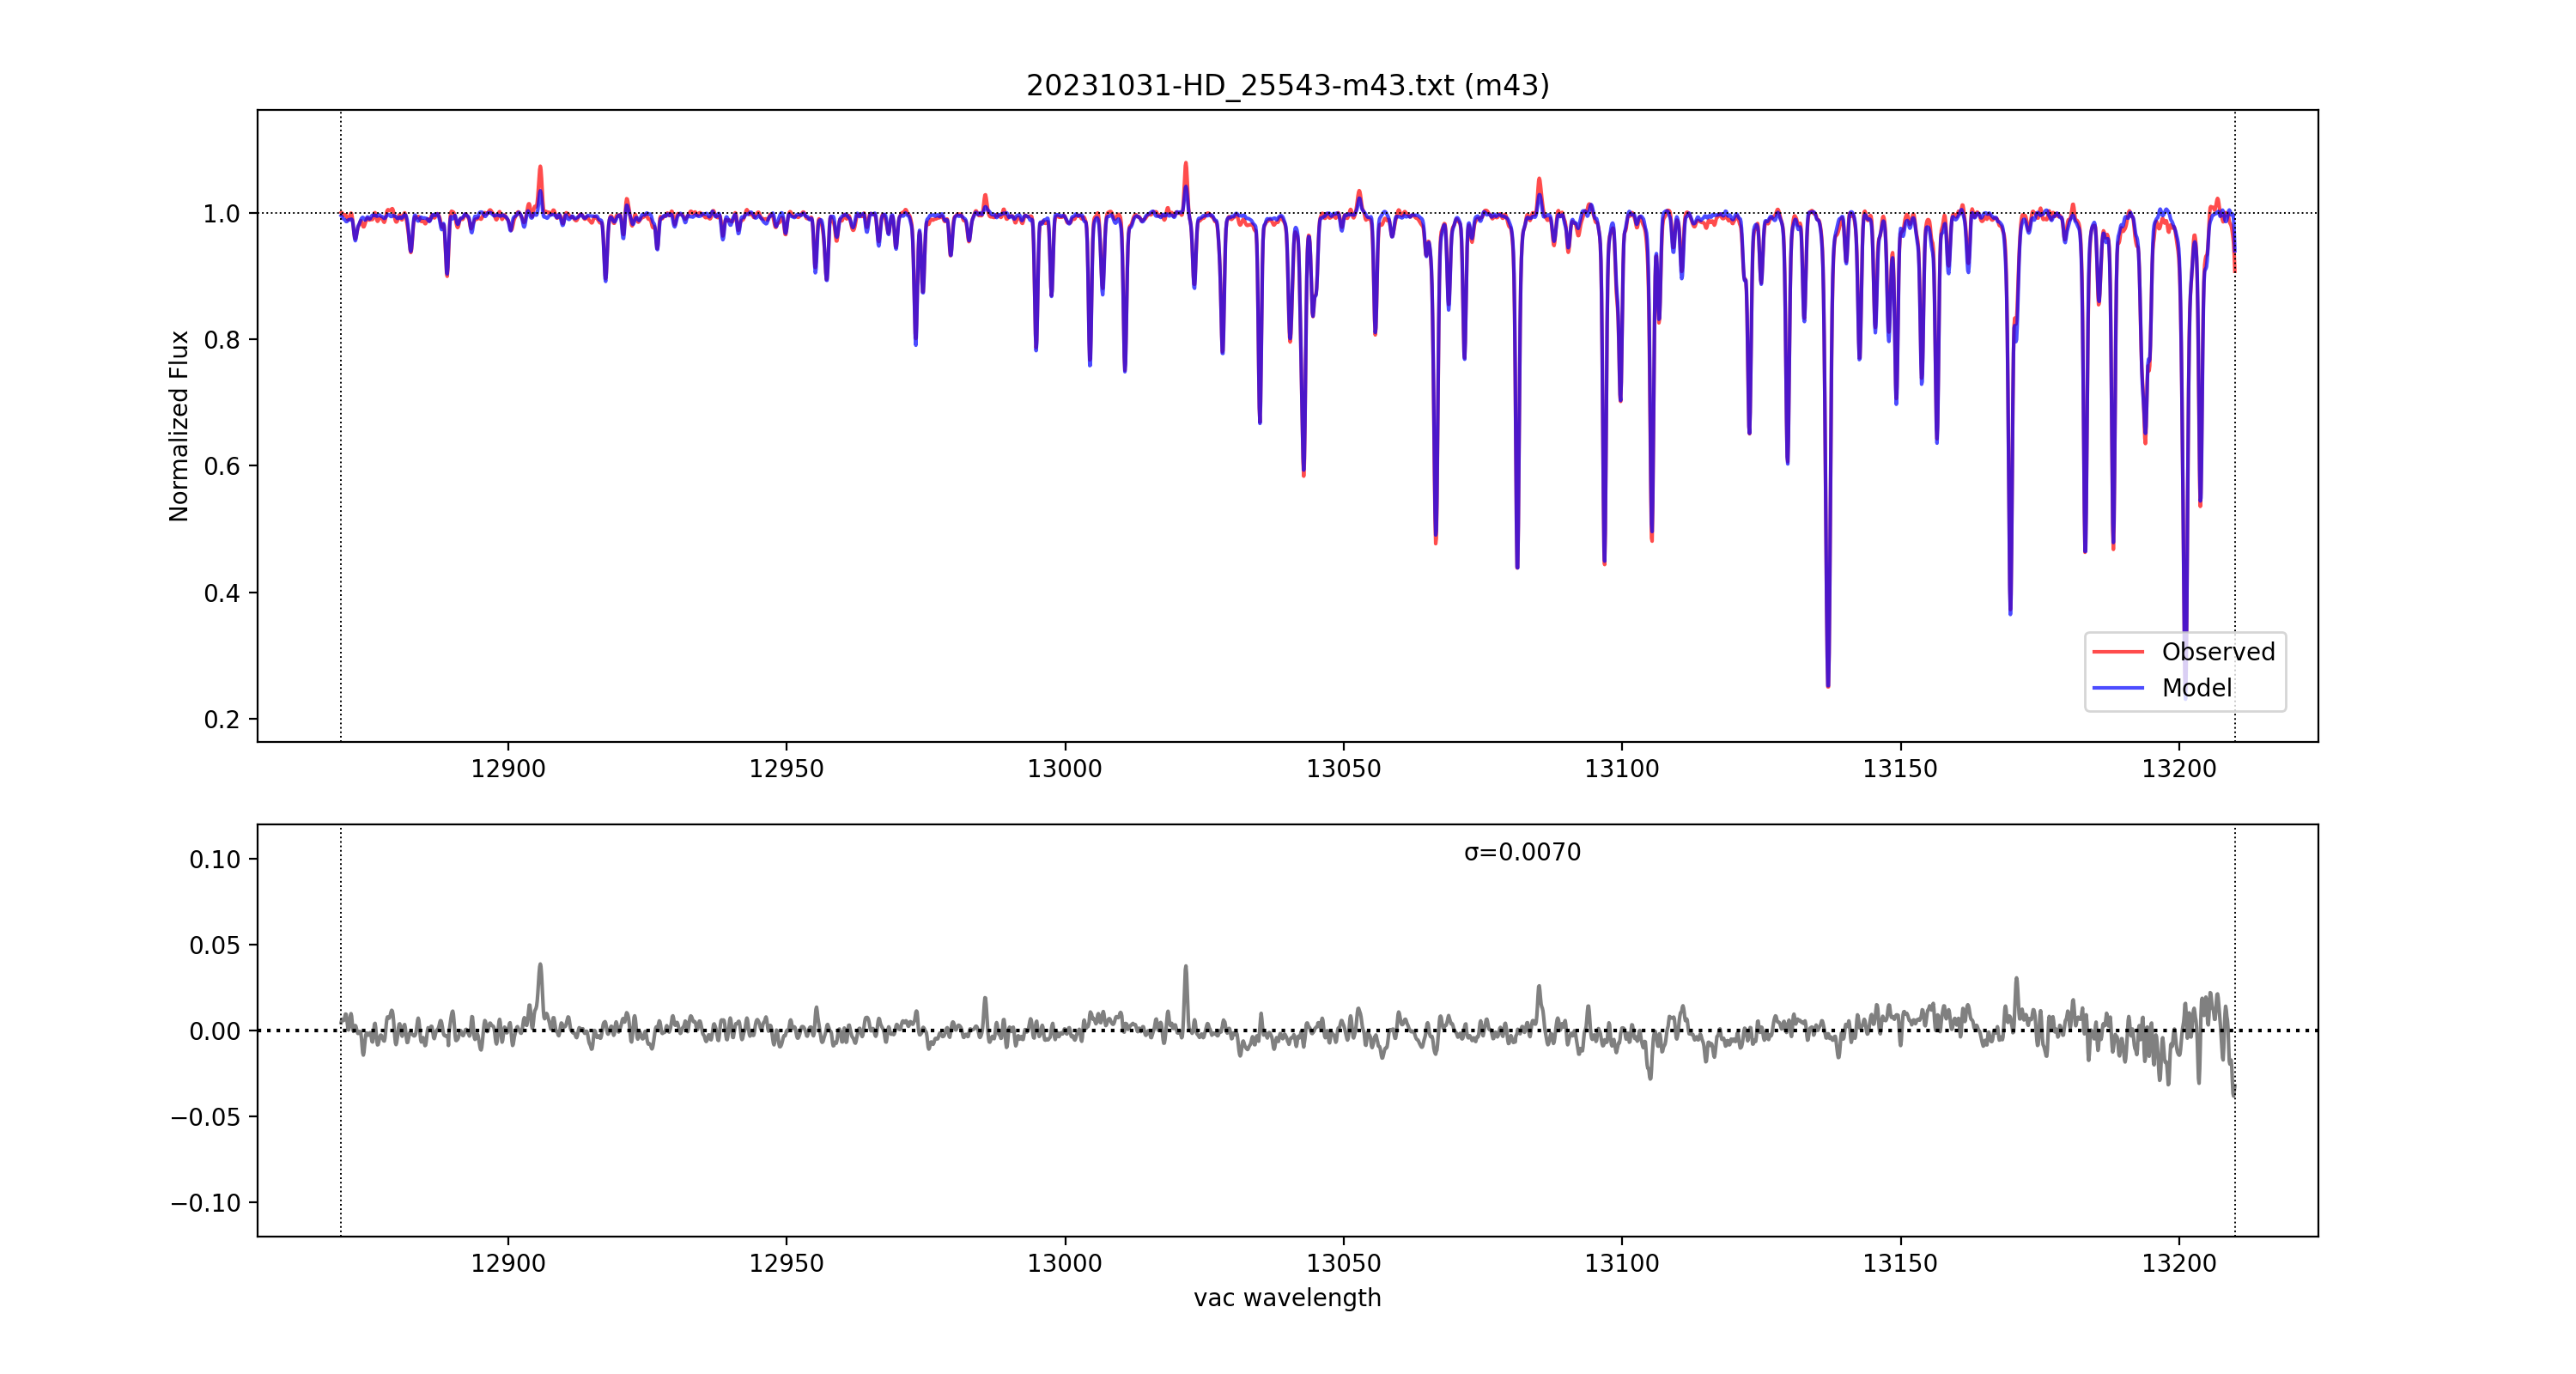 20231031-HD_25543-m43.txt (m43)
Normalized Flux
1.0
0.8
0.6
0.4
0.2
Observed
Model
12900 12950 13000 13050 13100 13150 13200
σ=0.0070
0.10
0.05
0.00
−0.05
−0.10
12900 12950 13000 13050 13100 13150 13200
vac wavelength